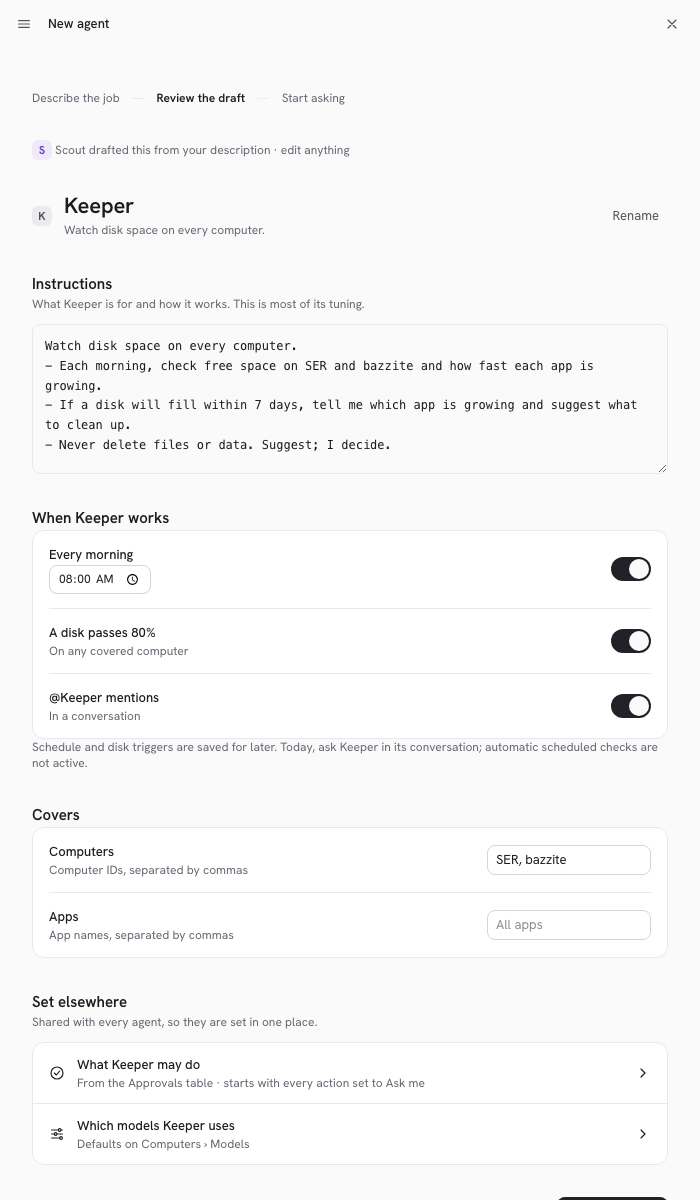 New agent
Describe the job
Review the draft
Start asking
S Scout drafted this from your description · edit anything
K
Keeper
Rename
Watch disk space on every computer.
Instructions
What Keeper is for and how it works. This is most of its tuning.
Watch disk space on every computer.
– Each morning, check free space on SER and bazzite and how fast each app is
growing.
– If a disk will fill within 7 days, tell me which app is growing and suggest what
to clean up.
– Never delete files or data. Suggest; I decide.
When Keeper works
Every morning
08:00 AM
A disk passes 80%
On any covered computer
@Keeper mentions
In a conversation
Schedule and disk triggers are saved for later. Today, ask Keeper in its conversation; automatic scheduled checks are
not active.
Covers
Computers
Computer IDs, separated by commas
SER, bazzite
Apps
App names, separated by commas
All apps
Set elsewhere
Shared with every agent, so they are set in one place.
What Keeper may do
From the Approvals table · starts with every action set to Ask me
Which models Keeper uses
Defaults on Computers › Models